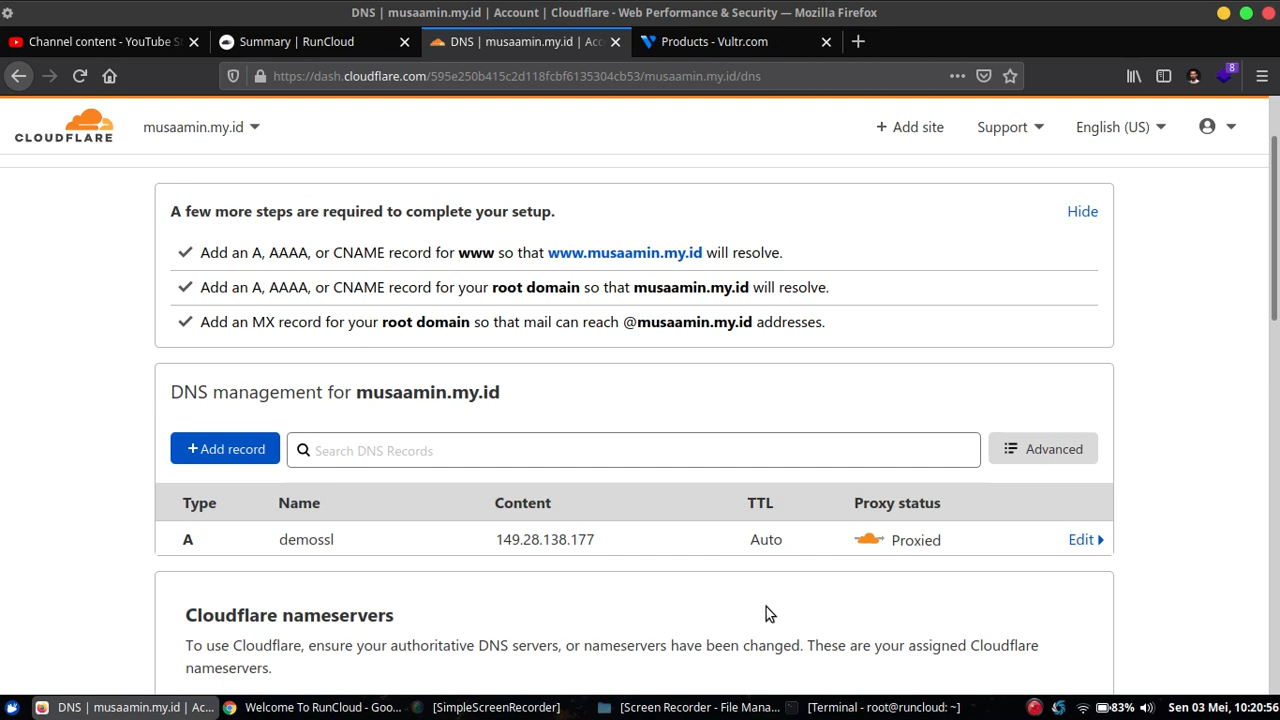 DNS | musaamin.my.id | Account | Cloudflare - Web Performance & Security — Mozilla Firefox
Channel content - YouTube S
Summary | RunCloud
DNS | musaamin.my.id | Acc
Products - Vultr.com
https://dash.cloudflare.com/595e250b415c2d118fcbf6135304cb53/musaamin.my.id/dns
8
CLOUDFLARE
musaamin.my.id
+ Add site
Support
English (US)
A few more steps are required to complete your setup.
Hide
Add an A, AAAA, or CNAME record for www so that www.musaamin.my.id will resolve.
Add an A, AAAA, or CNAME record for your root domain so that musaamin.my.id will resolve.
Add an MX record for your root domain so that mail can reach @musaamin.my.id addresses.
DNS management for musaamin.my.id
+ Add record
Search DNS Records
Advanced
Type Name Content TTL Proxy status
A demossl 149.28.138.177 Auto Proxied Edit
Cloudflare nameservers
To use Cloudflare, ensure your authoritative DNS servers, or nameservers have been changed. These are your assigned Cloudflare
nameservers.
DNS | musaamin.my.id | Ac...
Welcome To RunCloud - Goo...
[SimpleScreenRecorder]
[Screen Recorder - File Mana...
[Terminal - root@runcloud: ~]
83%
Sen 03 Mei, 10:20:56